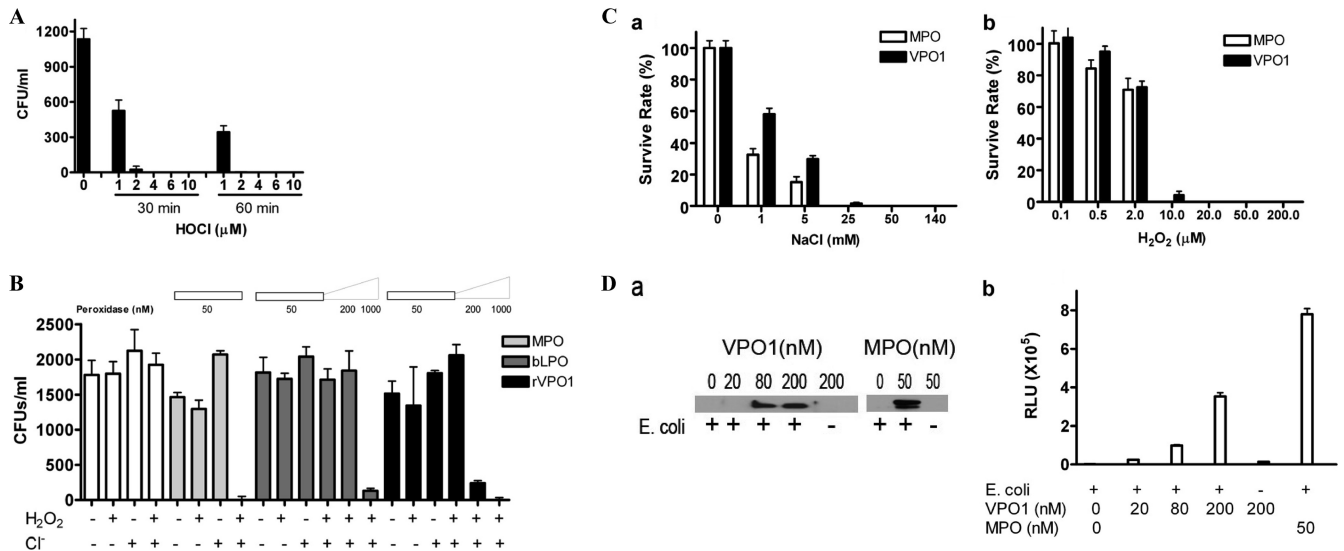 A
CFU/ml
1200
900
600
300
0
0 1 2 4 6 10 1 2 4 6 10
30 min 60 min
HOCl (μM)
B
Peroxidase (nM) 50 50 200 1000 50 200 1000
CFUs/ml
2500
2000
1500
1000
500
0
MPO
bLPO
rVPO1
H₂O₂ - + - + - + - + - + - + + + - + - + + +
Cl⁻ - - + + - - + + - - + + + + - - + + + +
C
a
Survive Rate (%)
100
80
60
40
20
0
MPO
VPO1
0 1 5 25 50 140
NaCl (mM)
b
Survive Rate (%)
100
80
60
40
20
0
MPO
VPO1
0.1 0.5 2.0 10.0 20.0 50.0 200.0
H₂O₂ (μM)
D
a
VPO1(nM) MPO(nM)
0 20 80 200 200 0 50 50
E. coli + + + + - + + -
b
RLU (X10⁵)
8
6
4
2
0
E. coli + + + + - +
VPO1 (nM) 0 20 80 200 200
MPO (nM) 0 50